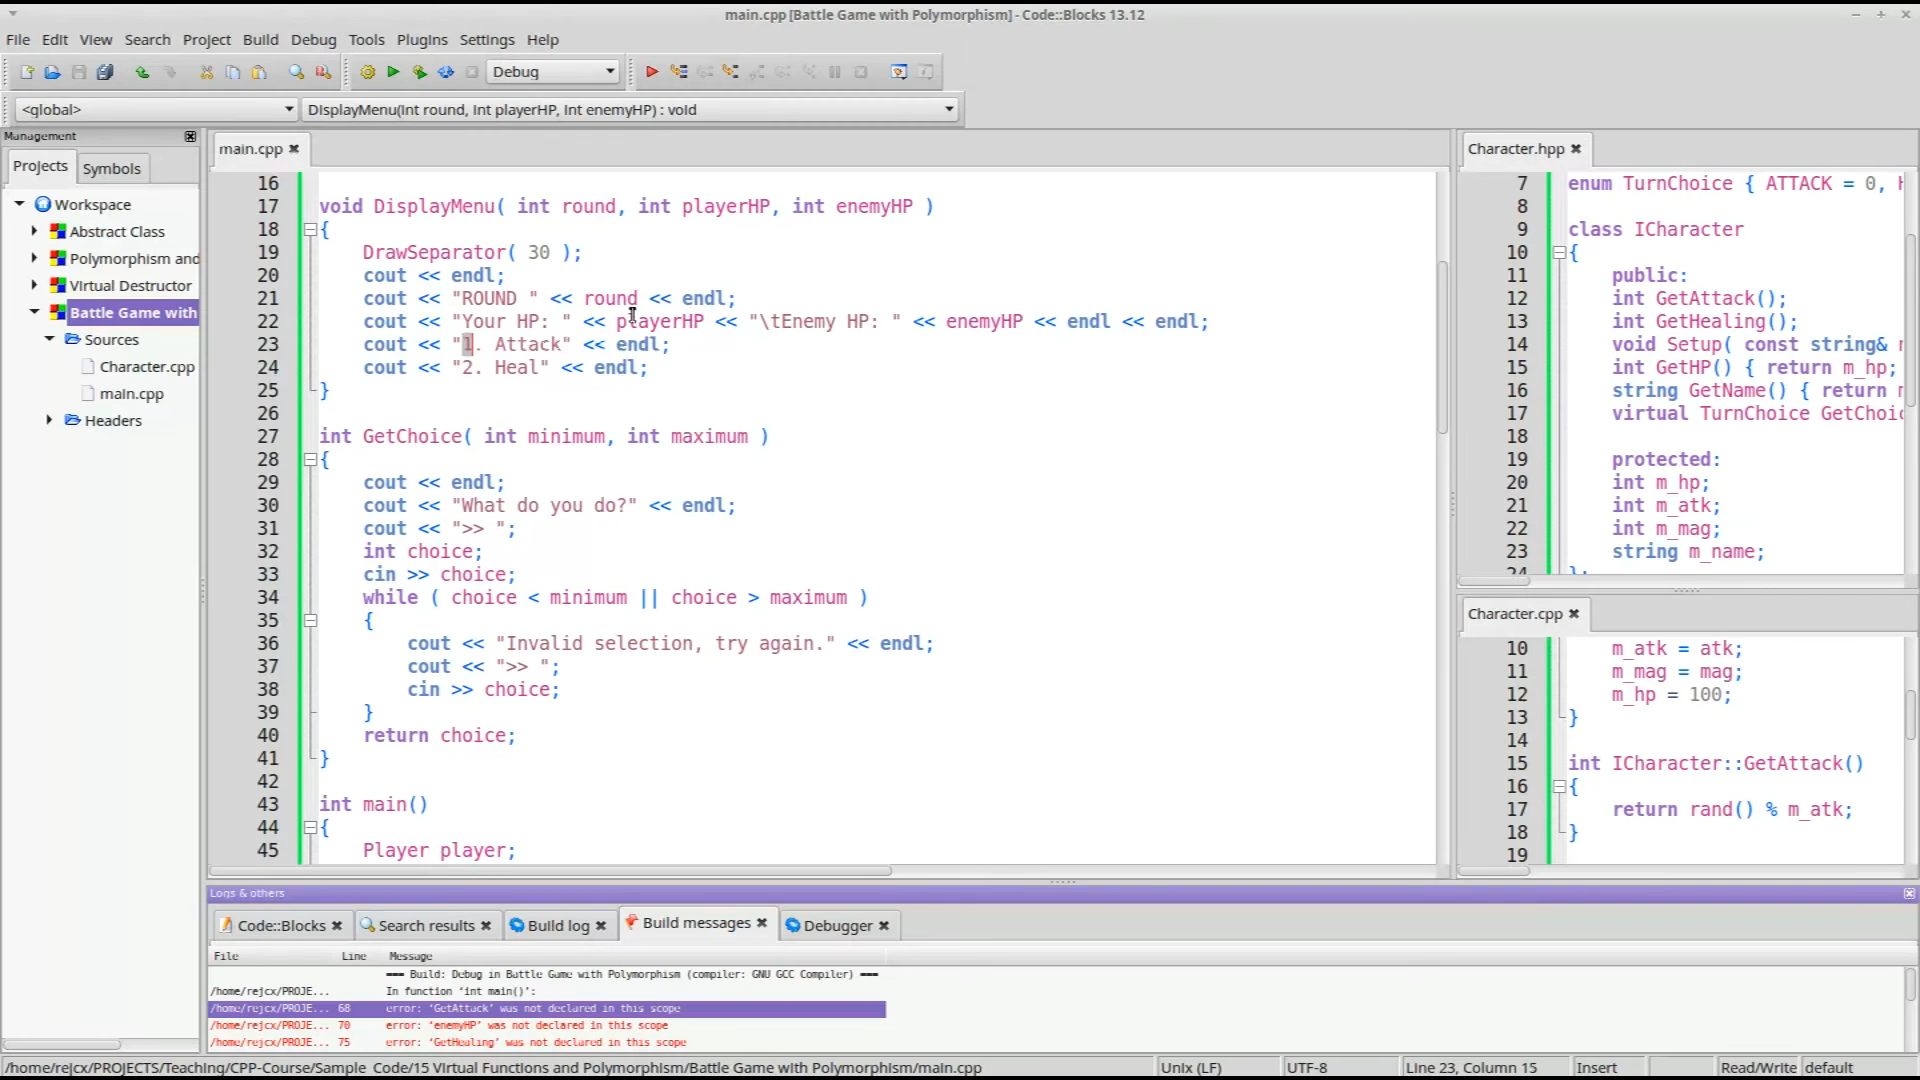 main.cpp [Battle Game with Polymorphism] - Code::Blocks 13.12
File Edit View Search Project Build Debug Tools Plugins Settings Help
Debug
<global> DisplayMenu(int round, int playerHP, int enemyHP) : void
Management
Projects Symbols
Workspace
Abstract Class
Polymorphism and
Virtual Destructor
Battle Game with
Sources
Character.cpp
main.cpp
Headers
main.cpp
16
17 void DisplayMenu( int round, int playerHP, int enemyHP )
18 {
19 DrawSeparator( 30 );
20 cout << endl;
21 cout << "ROUND " << round << endl;
22 cout << "Your HP: " << playerHP << "\tEnemy HP: " << enemyHP << endl << endl;
23 cout << "1. Attack" << endl;
24 cout << "2. Heal" << endl;
25 }
26
27 int GetChoice( int minimum, int maximum )
28 {
29 cout << endl;
30 cout << "What do you do?" << endl;
31 cout << ">> ";
32 int choice;
33 cin >> choice;
34 while ( choice < minimum || choice > maximum )
35 {
36 cout << "Invalid selection, try again." << endl;
37 cout << ">> ";
38 cin >> choice;
39 }
40 return choice;
41 }
42
43 int main()
44 {
45 Player player;
Character.hpp
7 enum TurnChoice { ATTACK = 0, H
8
9 class ICharacter
10 {
11 public:
12 int GetAttack();
13 int GetHealing();
14 void Setup( const string& n
15 int GetHP() { return m_hp;
16 string GetName() { return m
17 virtual TurnChoice GetChoic
18
19 protected:
20 int m_hp;
21 int m_atk;
22 int m_mag;
23 string m_name;
24 };
Character.cpp
10 m_atk = atk;
11 m_mag = mag;
12 m_hp = 100;
13 }
14
15 int ICharacter::GetAttack()
16 {
17 return rand() % m_atk;
18 }
19
Logs & others
Code::Blocks Search results Build log Build messages Debugger
File Line Message
=== Build: Debug in Battle Game with Polymorphism (compiler: GNU GCC Compiler) ===
/home/rejcx/PROJE... In function ‘int main()’:
/home/rejcx/PROJE... 68 error: ‘GetAttack’ was not declared in this scope
/home/rejcx/PROJE... 70 error: ‘enemyHP’ was not declared in this scope
/home/rejcx/PROJE... 75 error: ‘GetHealing’ was not declared in this scope
/home/rejcx/PROJECTS/Teaching/CPP-Course/Sample Code/15 Virtual Functions and Polymorphism/Battle Game with Polymorphism/main.cpp Unix (LF) UTF-8 Line 23, Column 15 Insert Read/Write default